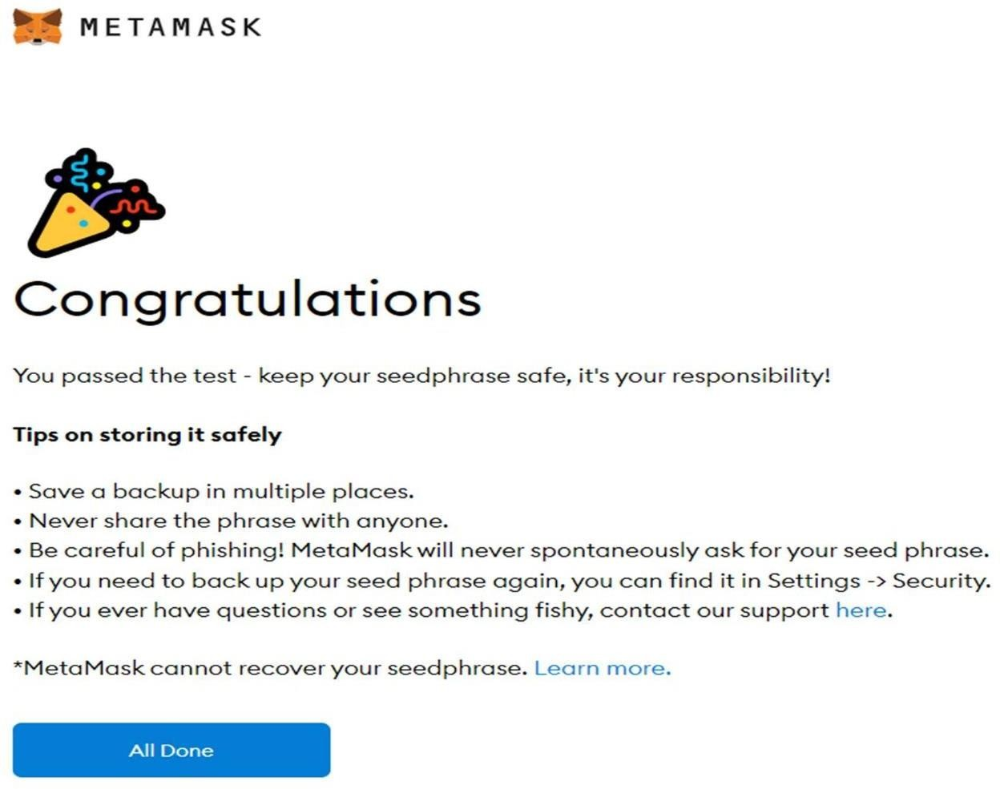 METAMASK
Congratulations
You passed the test - keep your seedphrase safe, it's your responsibility!
Tips on storing it safely
• Save a backup in multiple places.
• Never share the phrase with anyone.
• Be careful of phishing! MetaMask will never spontaneously ask for your seed phrase.
• If you need to back up your seed phrase again, you can find it in Settings -> Security.
• If you ever have questions or see something fishy, contact our support here.
*MetaMask cannot recover your seedphrase. Learn more.
All Done